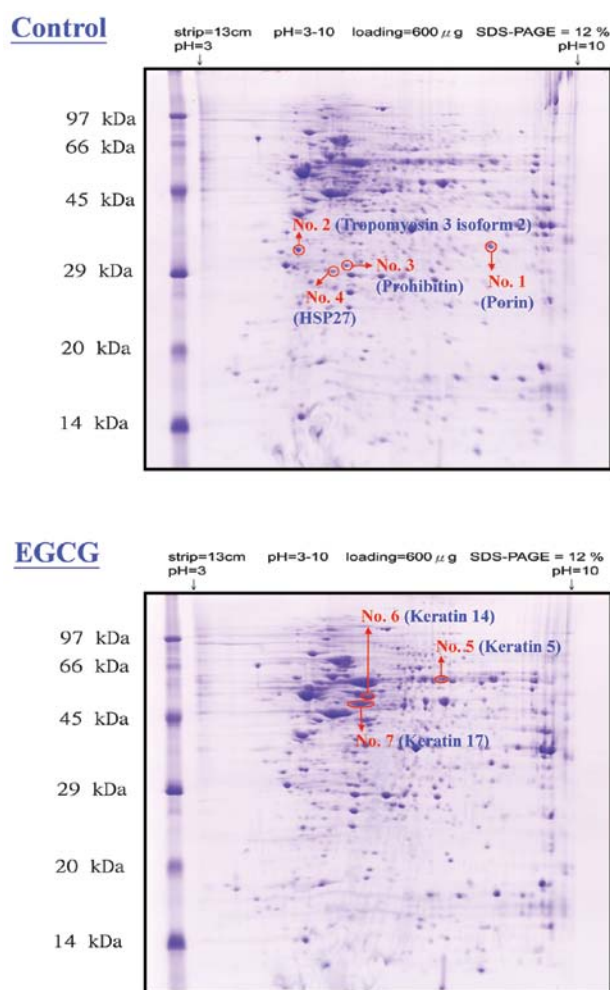 Control
strip=13cm pH=3-10 loading=600 μg SDS-PAGE = 12 %
pH=3 pH=10
97 kDa
66 kDa
45 kDa
No. 2 (Tropomyosin 3 isoform 2)
29 kDa
No. 3
(Prohibitin)
No. 1
(Porin)
No. 4
(HSP27)
20 kDa
14 kDa
EGCG
strip=13cm pH=3-10 loading=600 μg SDS-PAGE = 12 %
pH=3 pH=10
No. 6 (Keratin 14)
97 kDa
No. 5 (Keratin 5)
66 kDa
45 kDa
No. 7 (Keratin 17)
29 kDa
20 kDa
14 kDa